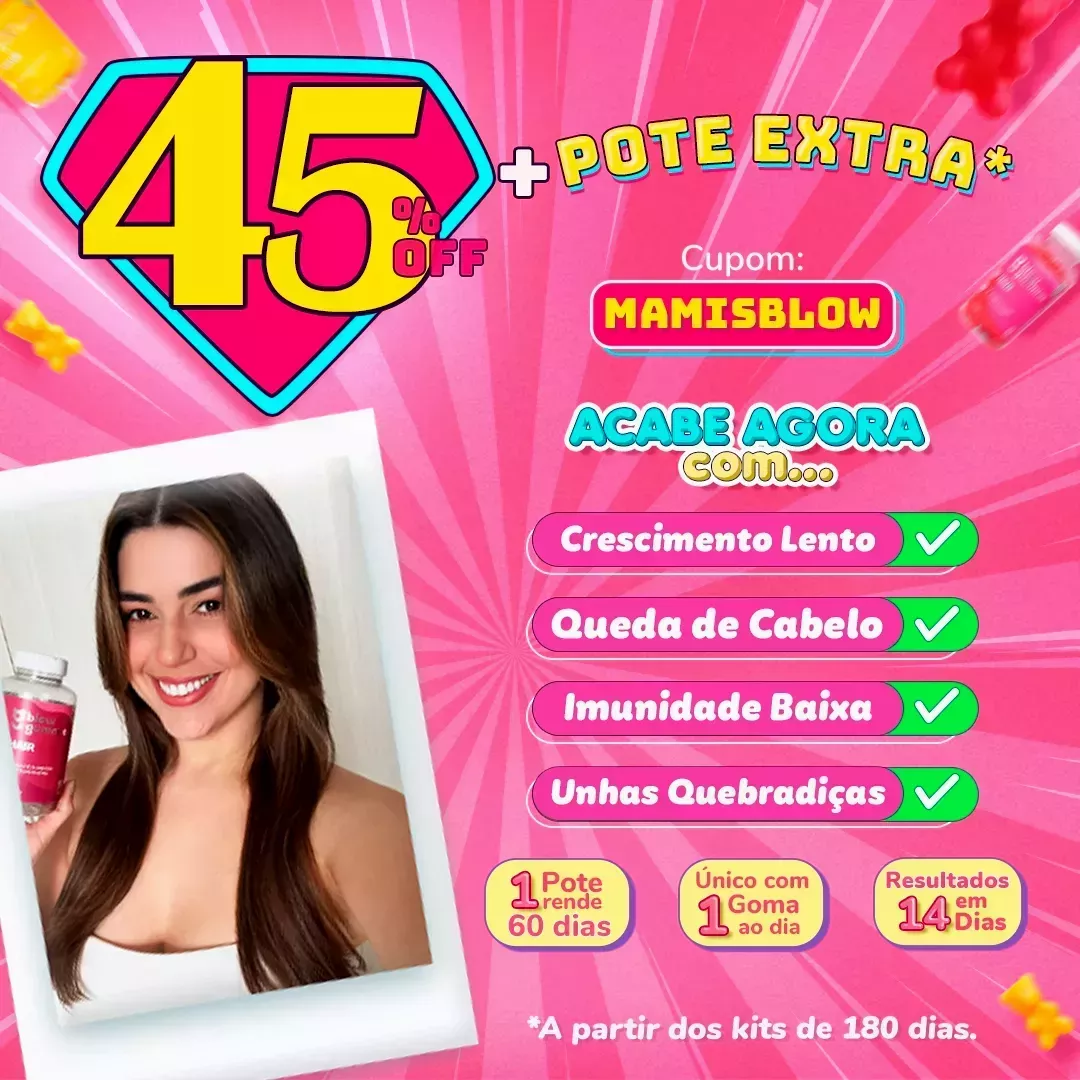 45
%
OFF
+ POTE EXTRA*
Cupom:
MAMISBLOW
ACABE AGORA
com...
Crescimento Lento
Queda de Cabelo
Imunidade Baixa
Unhas Quebradiças
HAIR
1 Pote
rende
60 dias
Único com
1 Goma
ao dia
Resultados
14 em
Dias
*A partir dos kits de 180 dias.